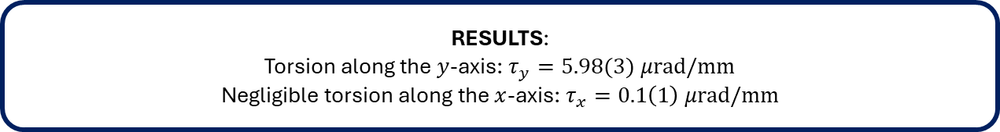 RESULTS:
Torsion along the y-axis: τ_y = 5.98(3) μrad/mm
Negligible torsion along the x-axis: τ_x = 0.1(1) μrad/mm